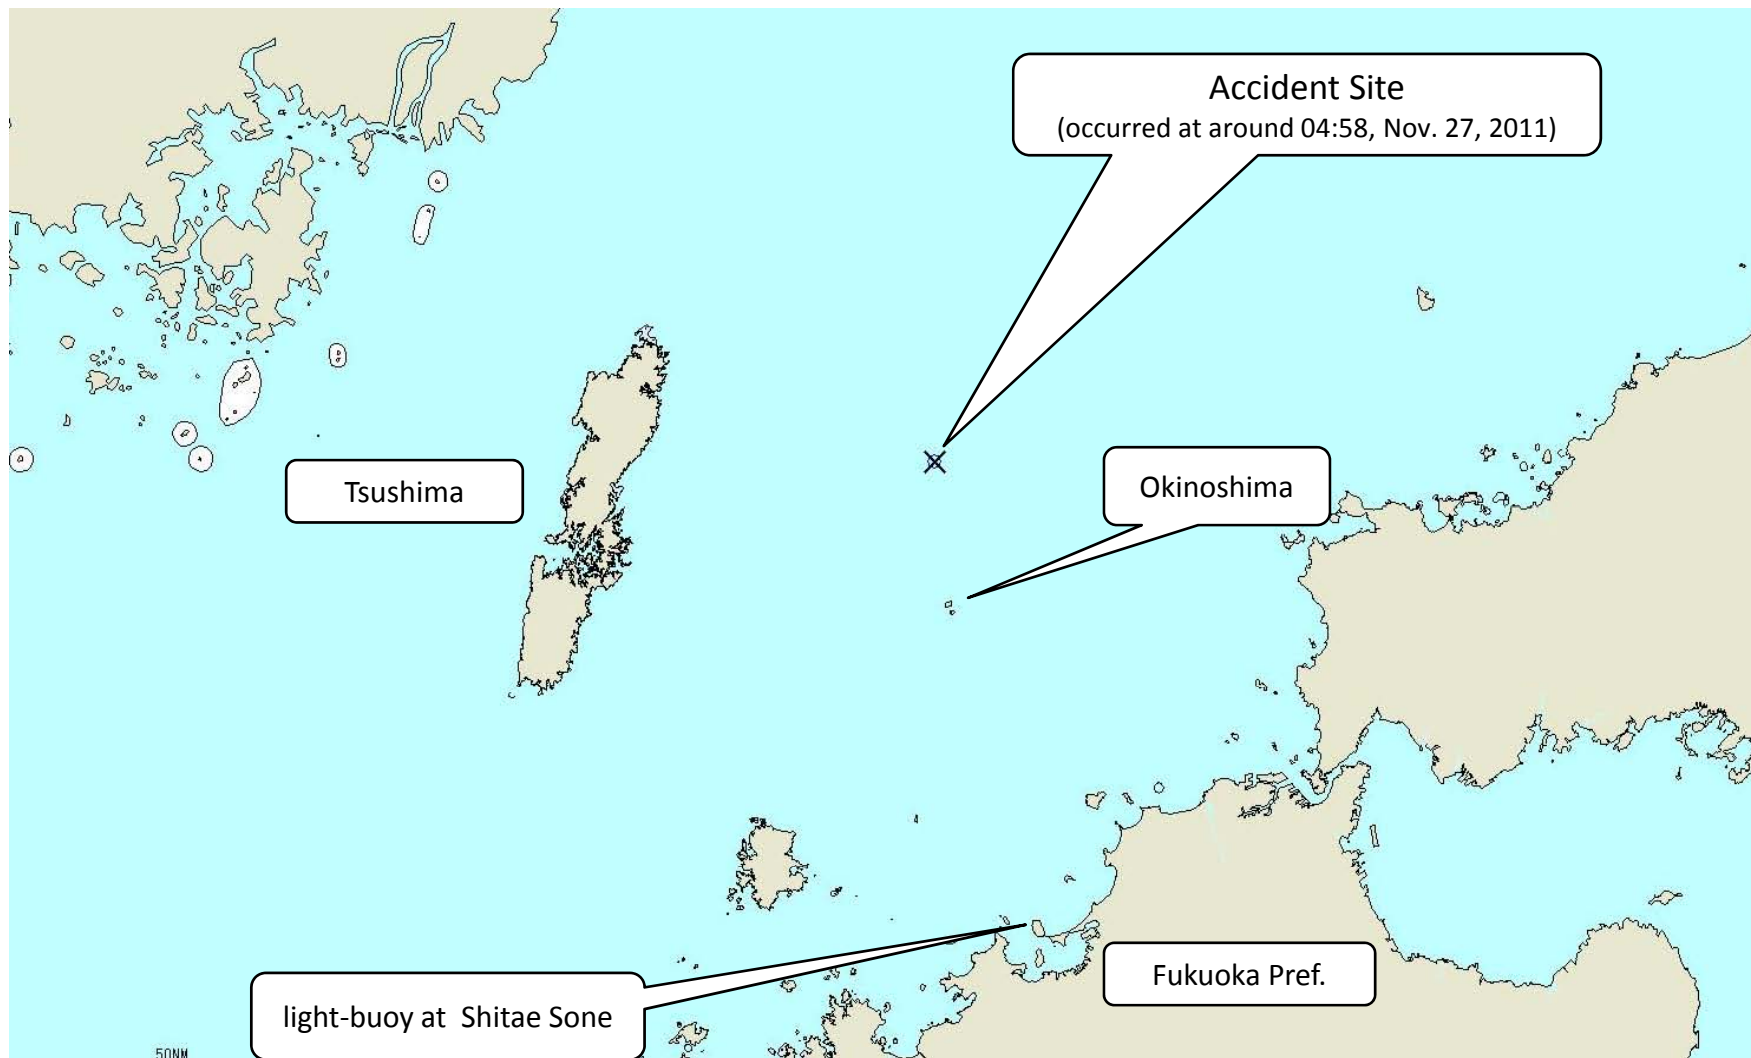 Accident Site
(occurred at around 04:58, Nov. 27, 2011)
Tsushima
Okinoshima
Fukuoka Pref.
light-buoy at Shitae Sone
50NM